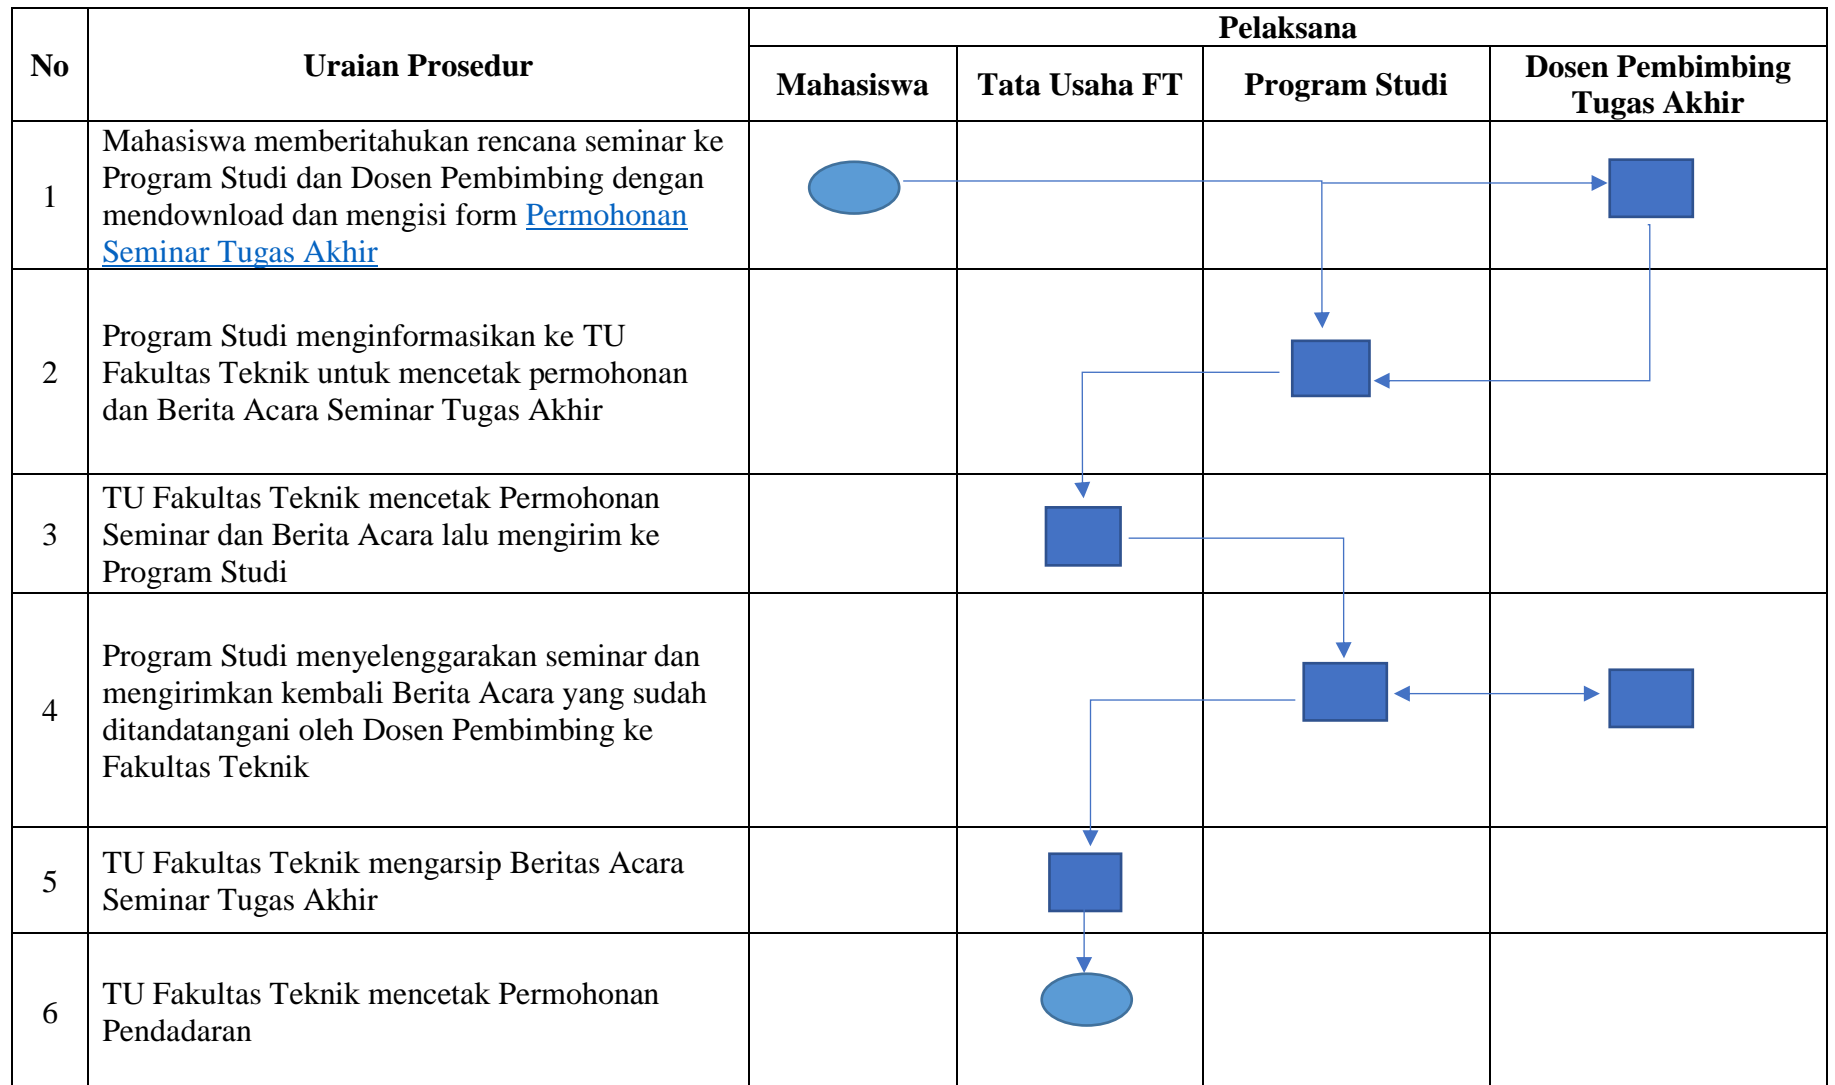 No
Uraian Prosedur
Pelaksana
Mahasiswa
Tata Usaha FT
Program Studi
Dosen Pembimbing
Tugas Akhir
1
Mahasiswa memberitahukan rencana seminar ke
Program Studi dan Dosen Pembimbing dengan
mendownload dan mengisi form Permohonan
Seminar Tugas Akhir
2
Program Studi menginformasikan ke TU
Fakultas Teknik untuk mencetak permohonan
dan Berita Acara Seminar Tugas Akhir
3
TU Fakultas Teknik mencetak Permohonan
Seminar dan Berita Acara lalu mengirim ke
Program Studi
4
Program Studi menyelenggarakan seminar dan
mengirimkan kembali Berita Acara yang sudah
ditandatangani oleh Dosen Pembimbing ke
Fakultas Teknik
5
TU Fakultas Teknik mengarsip Beritas Acara
Seminar Tugas Akhir
6
TU Fakultas Teknik mencetak Permohonan
Pendadaran